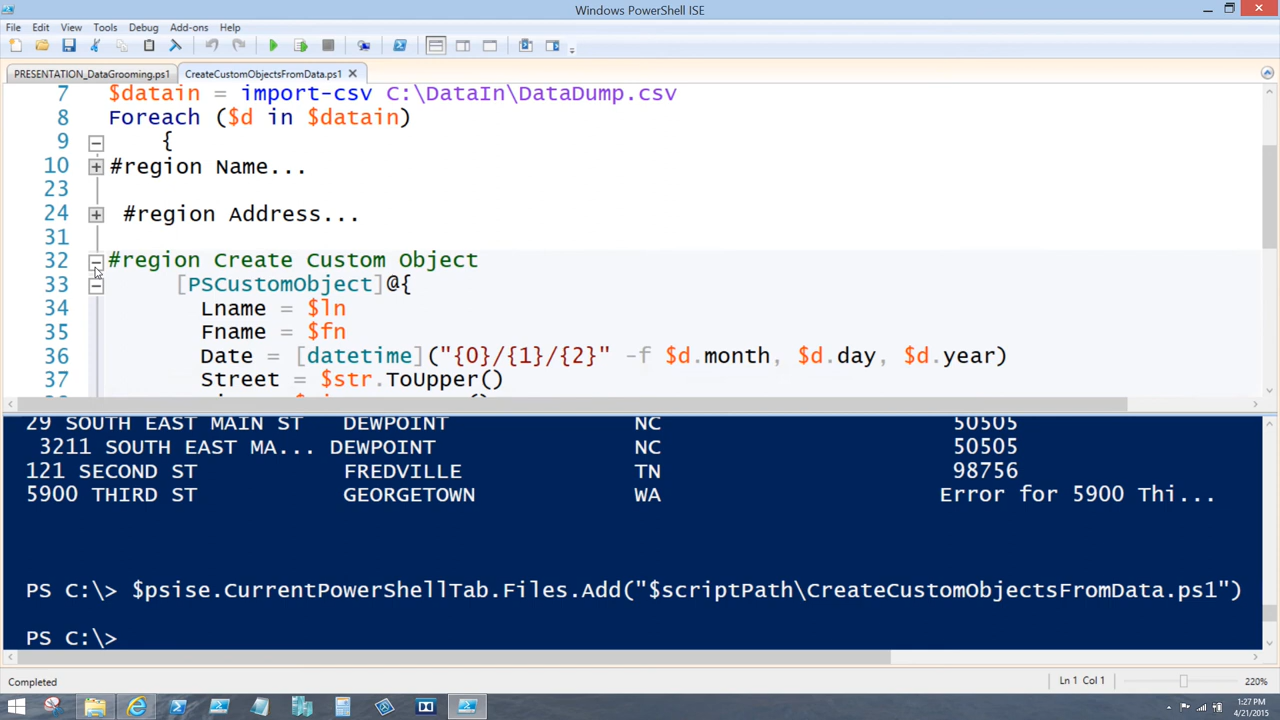 Windows PowerShell ISE
File Edit View Tools Debug Add-ons Help
PRESENTATION_DataGrooming.ps1 CreateCustomObjectsFromData.ps1
7 $datain = import-csv C:\DataIn\DataDump.csv
8 Foreach ($d in $datain)
9 {
10 #region Name...
23
24 #region Address...
31
32 #region Create Custom Object
33 [PSCustomObject]@{
34 Lname = $ln
35 Fname = $fn
36 Date = [datetime]("{0}/{1}/{2}" -f $d.month, $d.day, $d.year)
37 Street = $str.ToUpper()
29 SOUTH EAST MAIN ST DEWPOINT NC 50505
3211 SOUTH EAST MA... DEWPOINT NC 50505
121 SECOND ST FREDVILLE TN 98756
5900 THIRD ST GEORGETOWN WA Error for 5900 Thi...
PS C:\> $psise.CurrentPowerShellTab.Files.Add("$scriptPath\CreateCustomObjectsFromData.ps1")
PS C:\>
Completed Ln 1 Col 1 220%
1:27 PM
4/21/2015